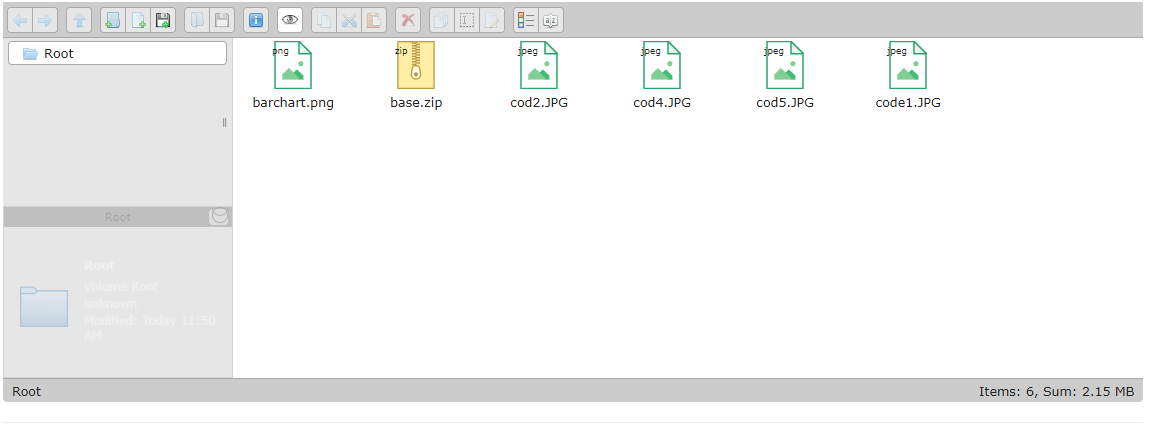 Root
png
zip
jpeg
jpeg
jpeg
jpeg
barchart.png
base.zip
cod2.JPG
cod4.JPG
cod5.JPG
code1.JPG
Root
Root
Volume Root
unknown
Modified: Today 11:50
AM
Root
Items: 6, Sum: 2.15 MB